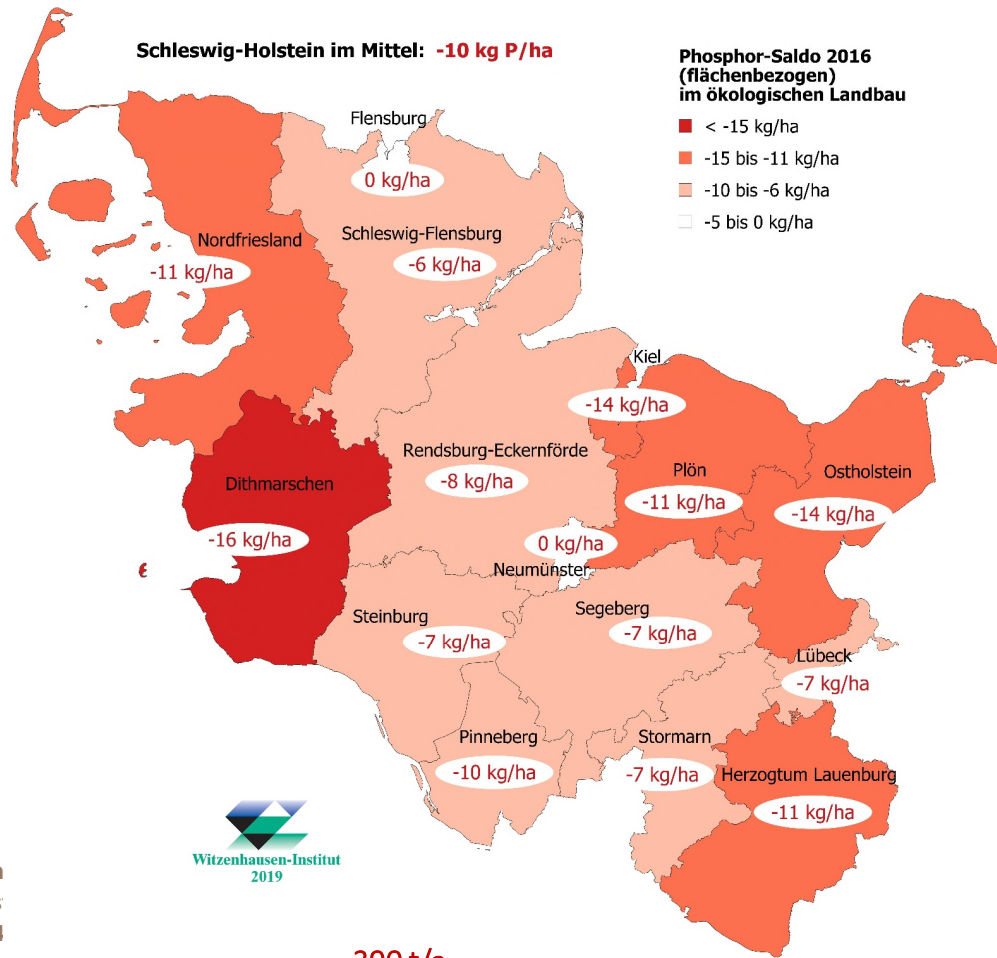 Schleswig-Holstein im Mittel: -10 kg P/ha
Phosphor-Saldo 2016
(flächenbezogen)
im ökologischen Landbau
< -15 kg/ha
-15 bis -11 kg/ha
-10 bis -6 kg/ha
-5 bis 0 kg/ha
Flensburg
0 kg/ha
Nordfriesland
-11 kg/ha
Schleswig-Flensburg
-6 kg/ha
Kiel
-14 kg/ha
Rendsburg-Eckernförde
-8 kg/ha
Plön
-11 kg/ha
Ostholstein
-14 kg/ha
Dithmarschen
-16 kg/ha
0 kg/ha
Neumünster
Steinburg
-7 kg/ha
Segeberg
-7 kg/ha
Lübeck
-7 kg/ha
Pinneberg
-10 kg/ha
Stormarn
-7 kg/ha
Herzogtum Lauenburg
-11 kg/ha
Witzenhausen-Institut
2019